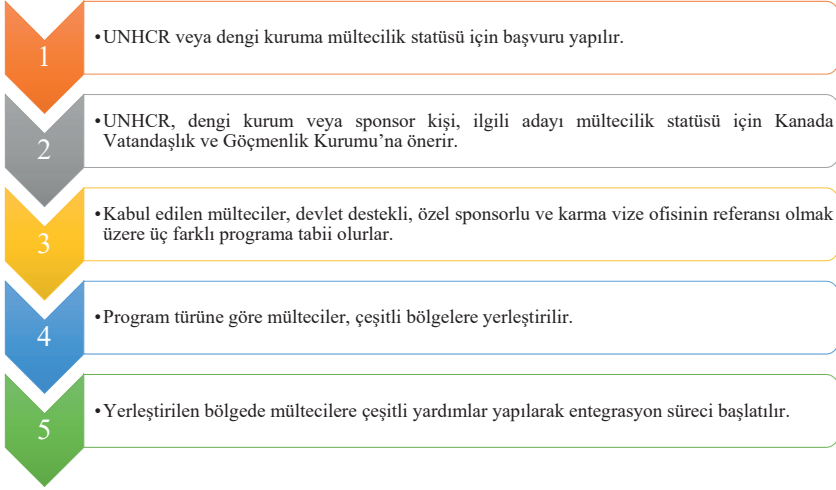 1
•UNHCR veya dengi kuruma mültecilik statüsü için başvuru yapılır.
2
•UNHCR, dengi kurum veya sponsor kişi, ilgili adayı mültecilik statüsü için Kanada
Vatandaşlık ve Göçmenlik Kurumu’na önerir.
3
•Kabul edilen mülteciler, devlet destekli, özel sponsorlu ve karma vize ofisinin referansı olmak
üzere üç farklı programa tabii olurlar.
4
•Program türüne göre mülteciler, çeşitli bölgelere yerleştirilir.
5
•Yerleştirilen bölgede mültecilere çeşitli yardımlar yapılarak entegrasyon süreci başlatılır.